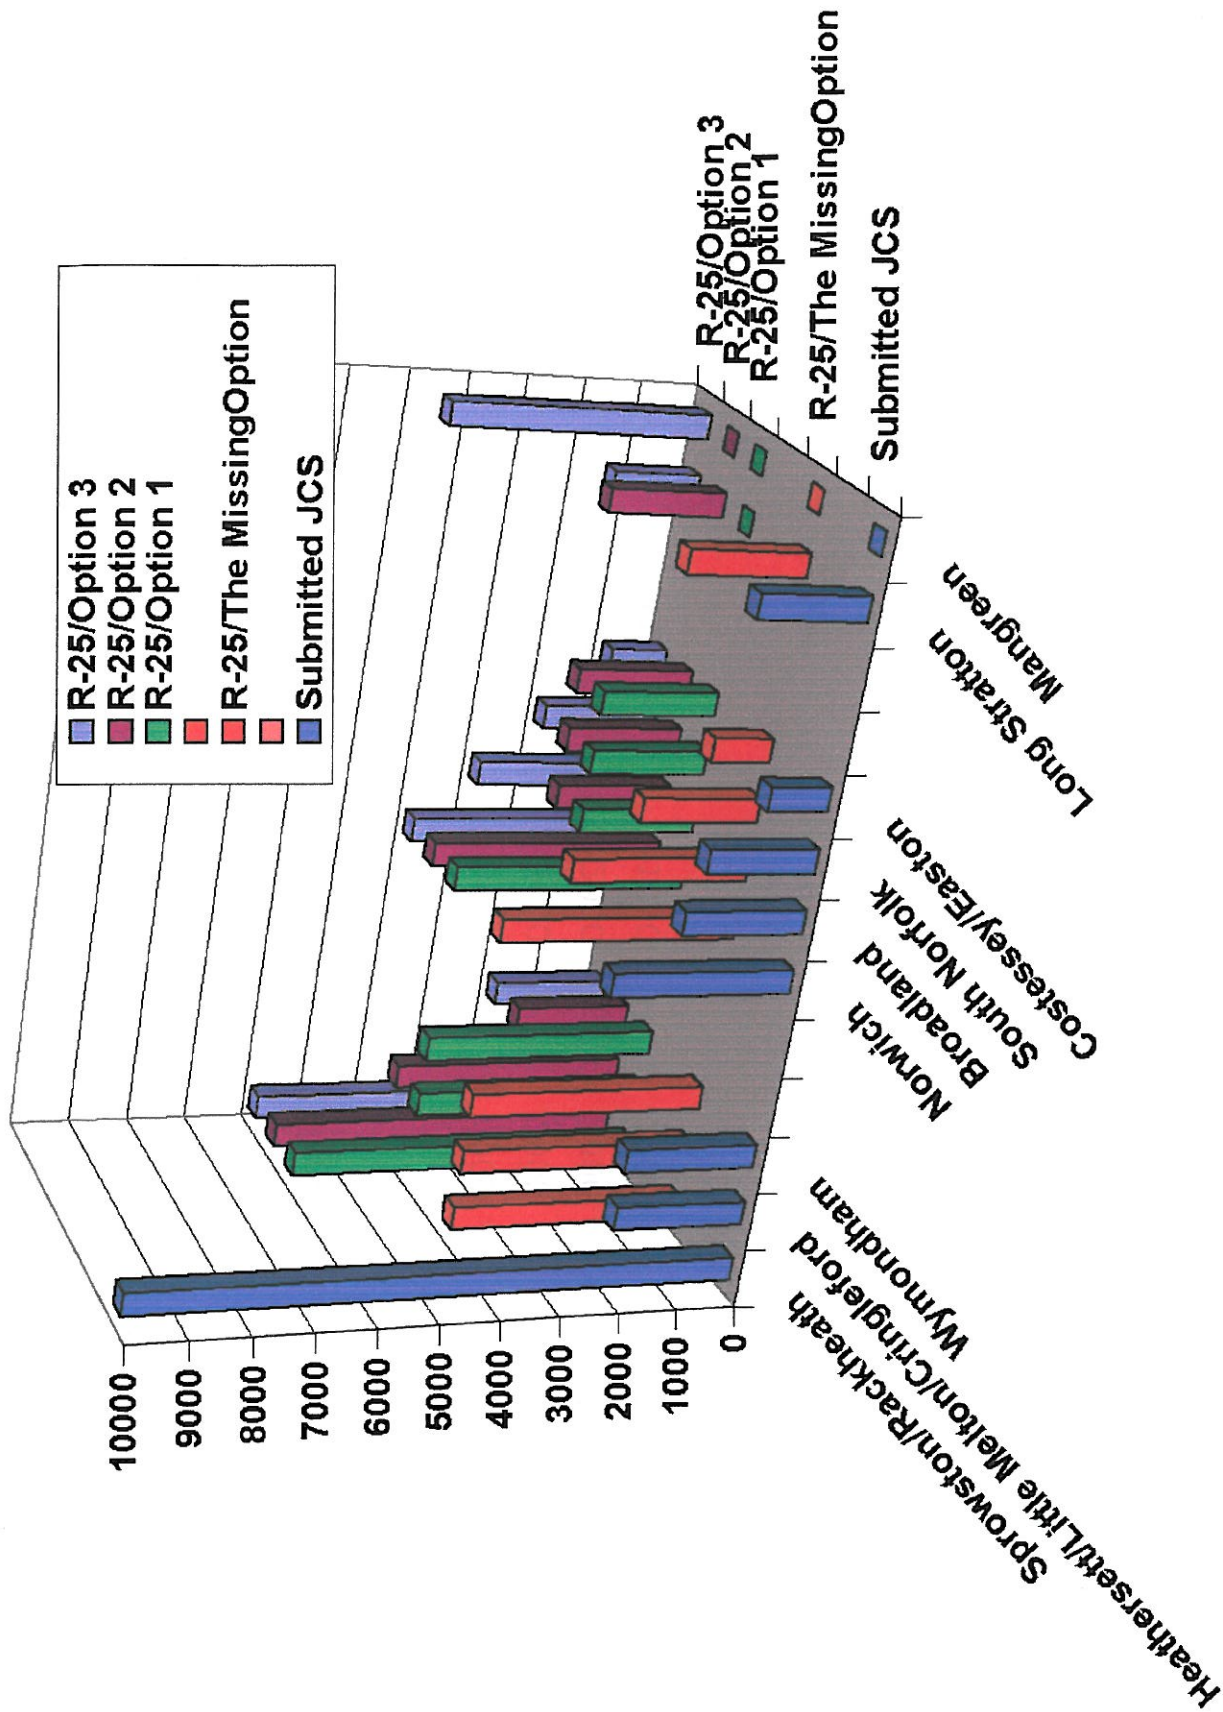 R-25/Option 3
R-25/Option 2
R-25/Option 1
R-25/The MissingOption
Submitted JCS
10000
9000
8000
7000
6000
5000
4000
3000
2000
1000
0
R-25/Option 3
R-25/Option 2
R-25/Option 1
R-25/The MissingOption
Submitted JCS
Sprowston/Rackheath
Heathersett/Little Melton/Cringleford
Wymondham
Norwich
Broadland
South Norfolk
Costessey/Easton
Long Stratton
Mangreen